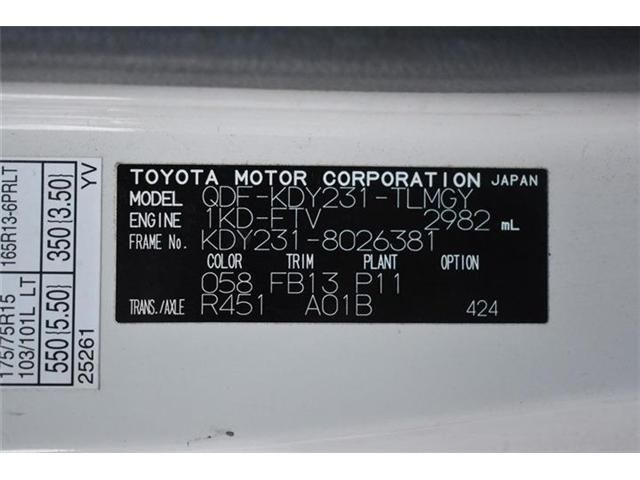 TOYOTA MOTOR CORPORATION JAPAN
MODEL QDF-KDY231-TLMGY
ENGINE 1KD-FTV 2982 mL
FRAME No. KDY231-8026381
COLOR TRIM PLANT OPTION
058 FB13 P11
TRANS./AXLE R451 A01B 424
175/75R15 165R13-6PRLT
103/101L LT
550 [5.50] 350 [3.50]
25261 YV